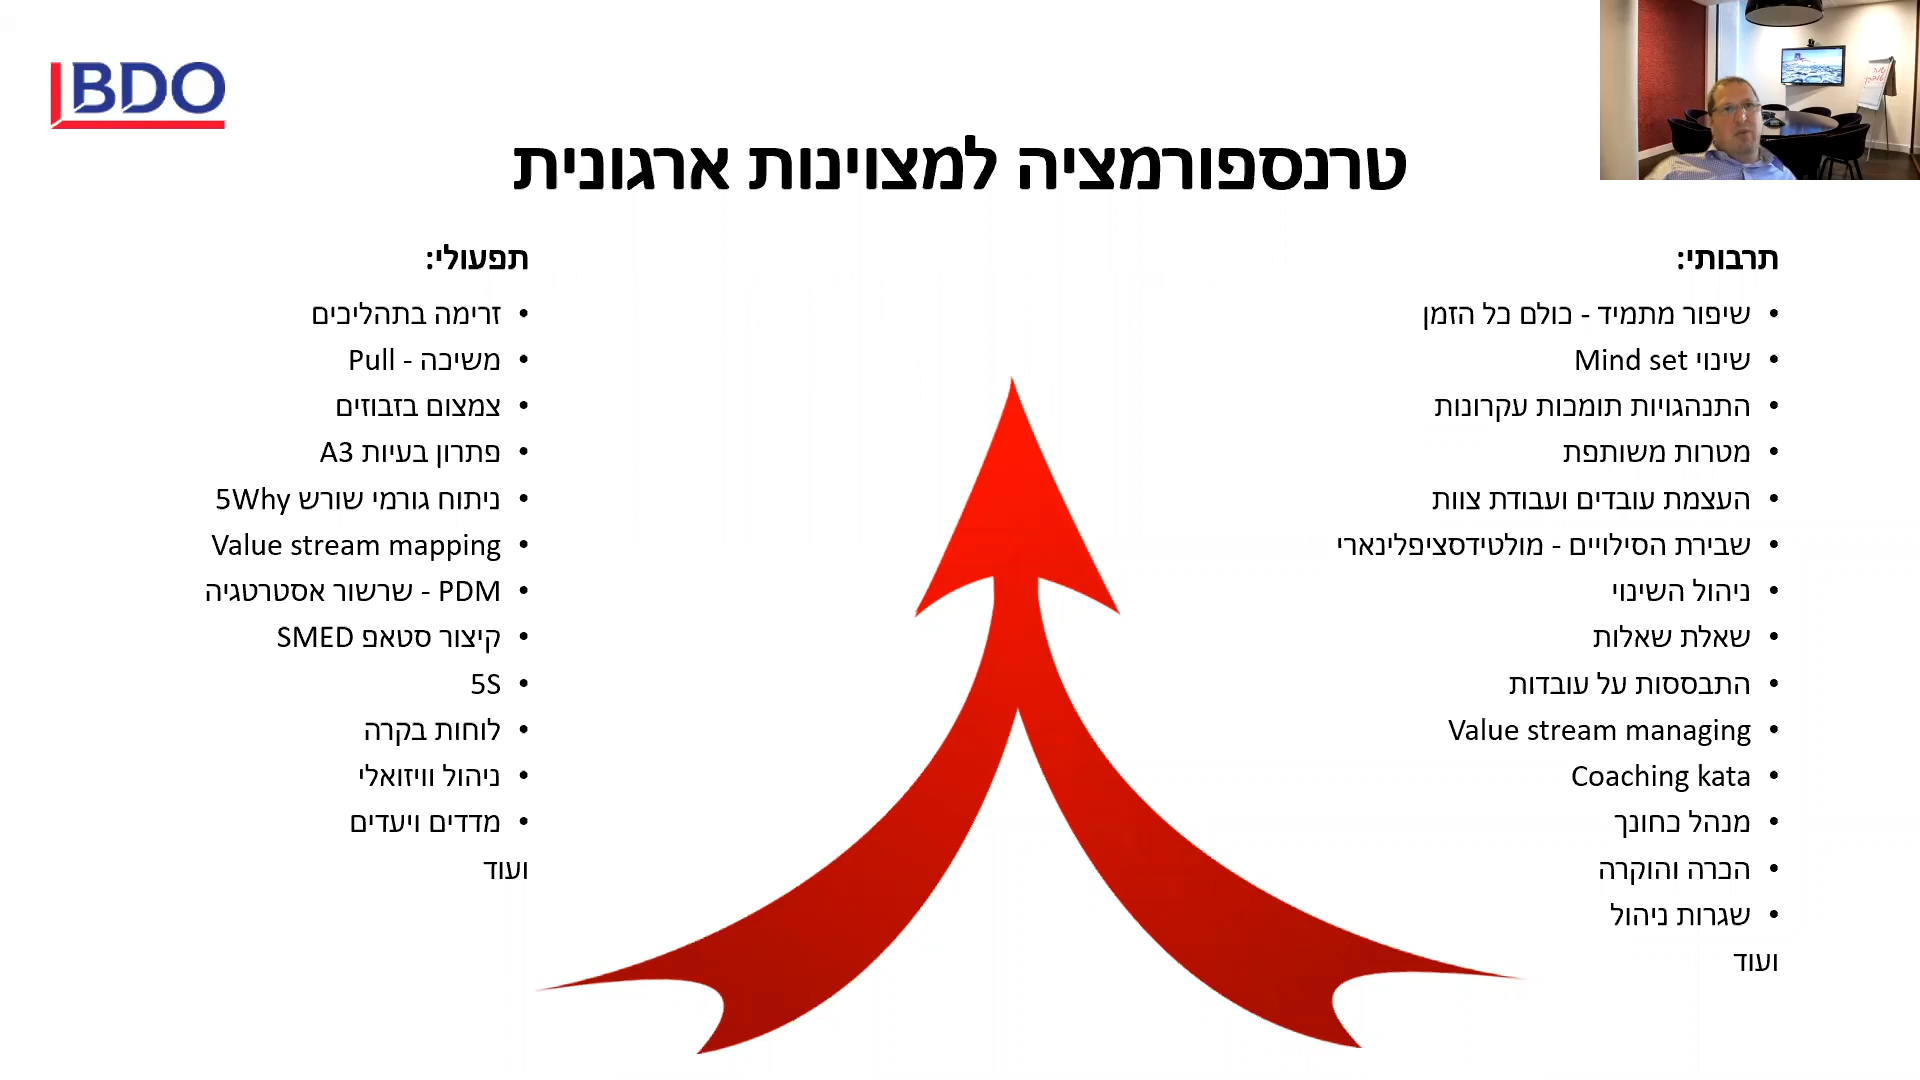 BDO
טרנספורמציה למצוינות ארגונית
תרבותי:
• שיפור מתמיד - כולם כל הזמן
• שינוי Mind set
• התנהגויות תומכות עקרונות
• מטרות משותפת
• העצמת עובדים ועבודת צוות
• שבירת הסילויים - מולטידסציפלינארי
• ניהול השינוי
• שאלת שאלות
• התבססות על עובדות
• Value stream managing
• Coaching kata
• מנהל כחונך
• הכרה והוקרה
• שגרות ניהול
ועוד
תפעולי:
• זרימה בתהליכים
• משיכה - Pull
• צמצום בזבוזים
• פתרון בעיות A3
• ניתוח גורמי שורש 5Why
• Value stream mapping
• PDM - שרשור אסטרטגיה
• קיצור סטאפ SMED
• 5S
• לוחות בקרה
• ניהול וויזואלי
• מדדים ויעדים
ועוד